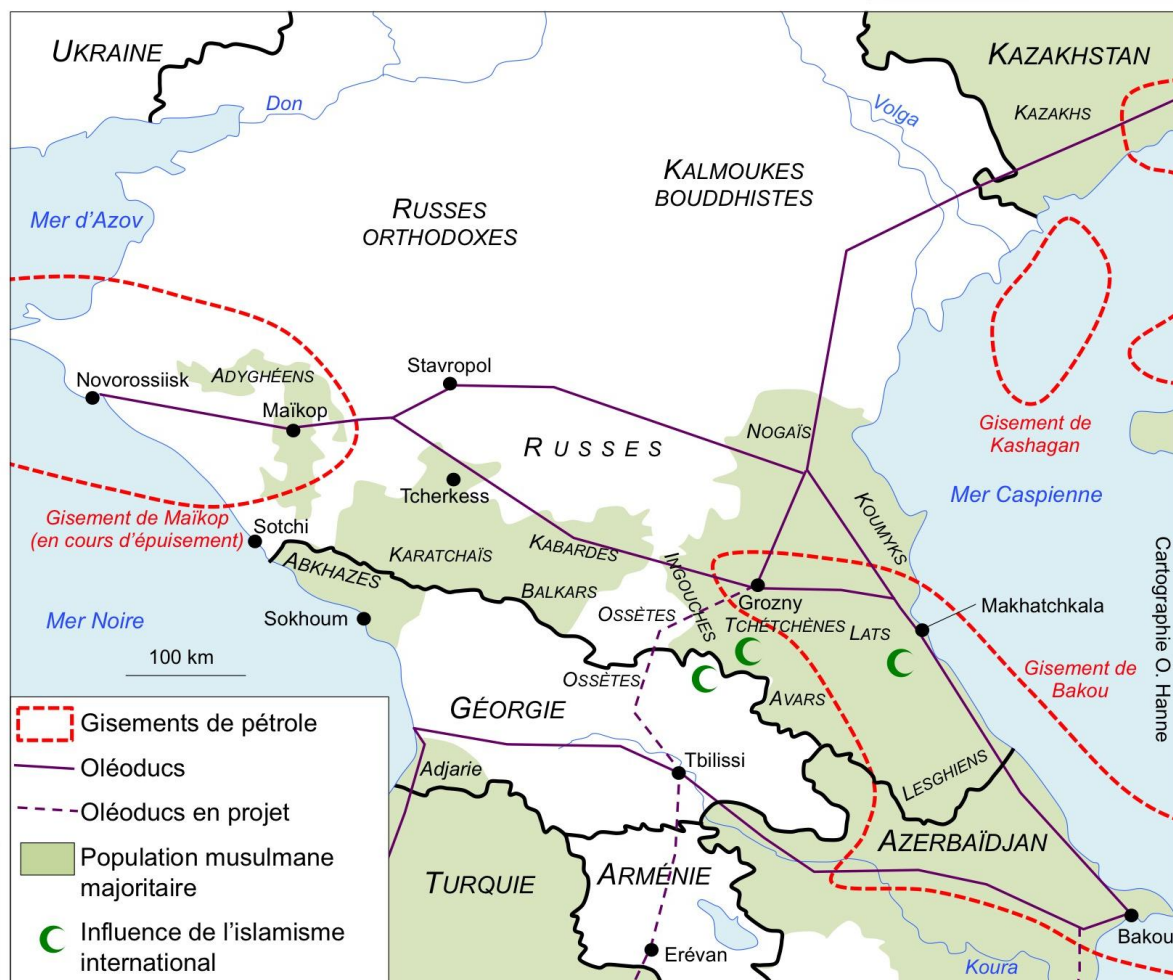 UKRAINE
KAZAKHSTAN
KAZAKHS
Don
Volga
Mer d'Azov
RUSSES
ORTHODOXES
KALMOUKES
BOUDDHISTES
Novorossiisk
ADYGHÉENS
Maïkop
Stavropol
NOGAÏS
Gisement de
Kashagan
RUSSES
Tcherkess
Mer Caspienne
Gisement de Maïkop
(en cours d'épuisement)
Sotchi
KOUMYKS
ABKHAZES
KARATCHAÏS
KABARDES
BALKARS
INGOUCHES
Grozny
Makhatchkala
Sokhoum
OSSÈTES
TCHÉTCHÈNES
LATS
Mer Noire
100 km
OSSÈTES
AVARS
Gisement de
Bakou
GÉORGIE
Tbilissi
LESGHIENS
Adjarie
AZERBAÏDJAN
TURQUIE
ARMÉNIE
Erévan
Bakou
Koura
Gisements de pétrole
Oléoducs
Oléoducs en projet
Population musulmane
majoritaire
Influence de l'islamisme
international
Cartographie O. Hanne